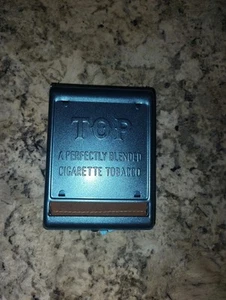 TOP
A PERFECTLY BLENDED
CIGARETTE TOBACCO